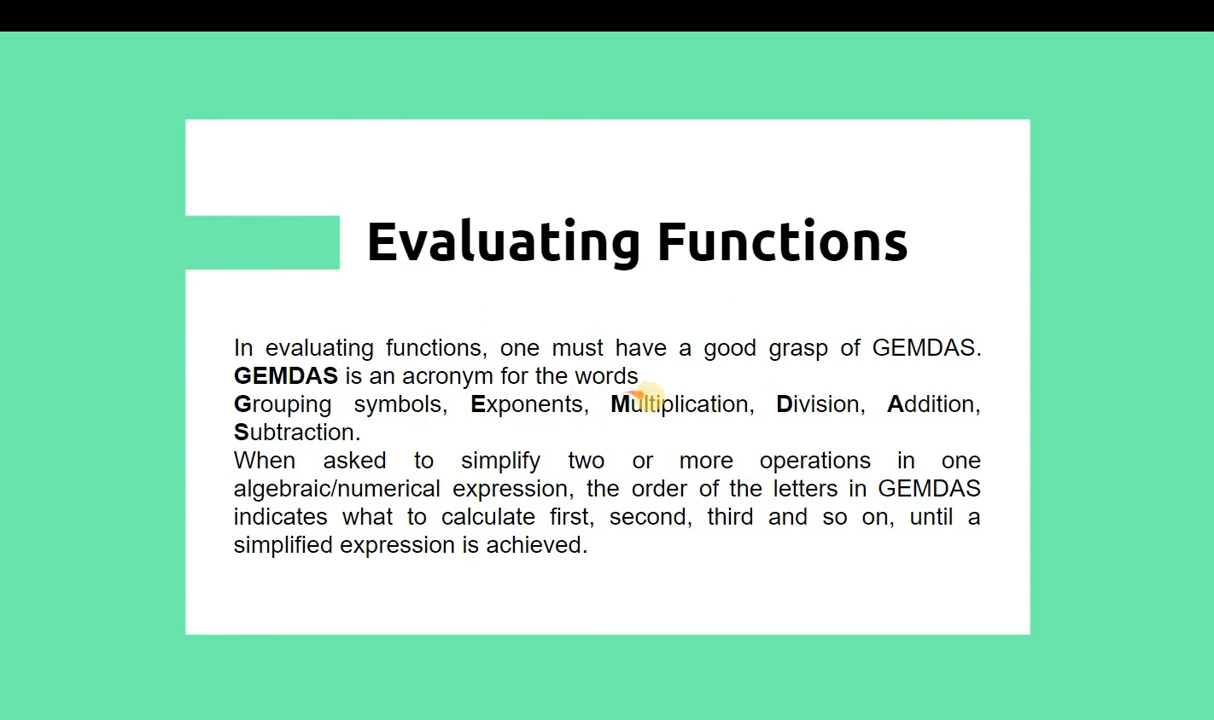 Evaluating Functions
In evaluating functions, one must have a good grasp of GEMDAS.
GEMDAS is an acronym for the words
Grouping symbols, Exponents, Multiplication, Division, Addition,
Subtraction.
When asked to simplify two or more operations in one
algebraic/numerical expression, the order of the letters in GEMDAS
indicates what to calculate first, second, third and so on, until a
simplified expression is achieved.